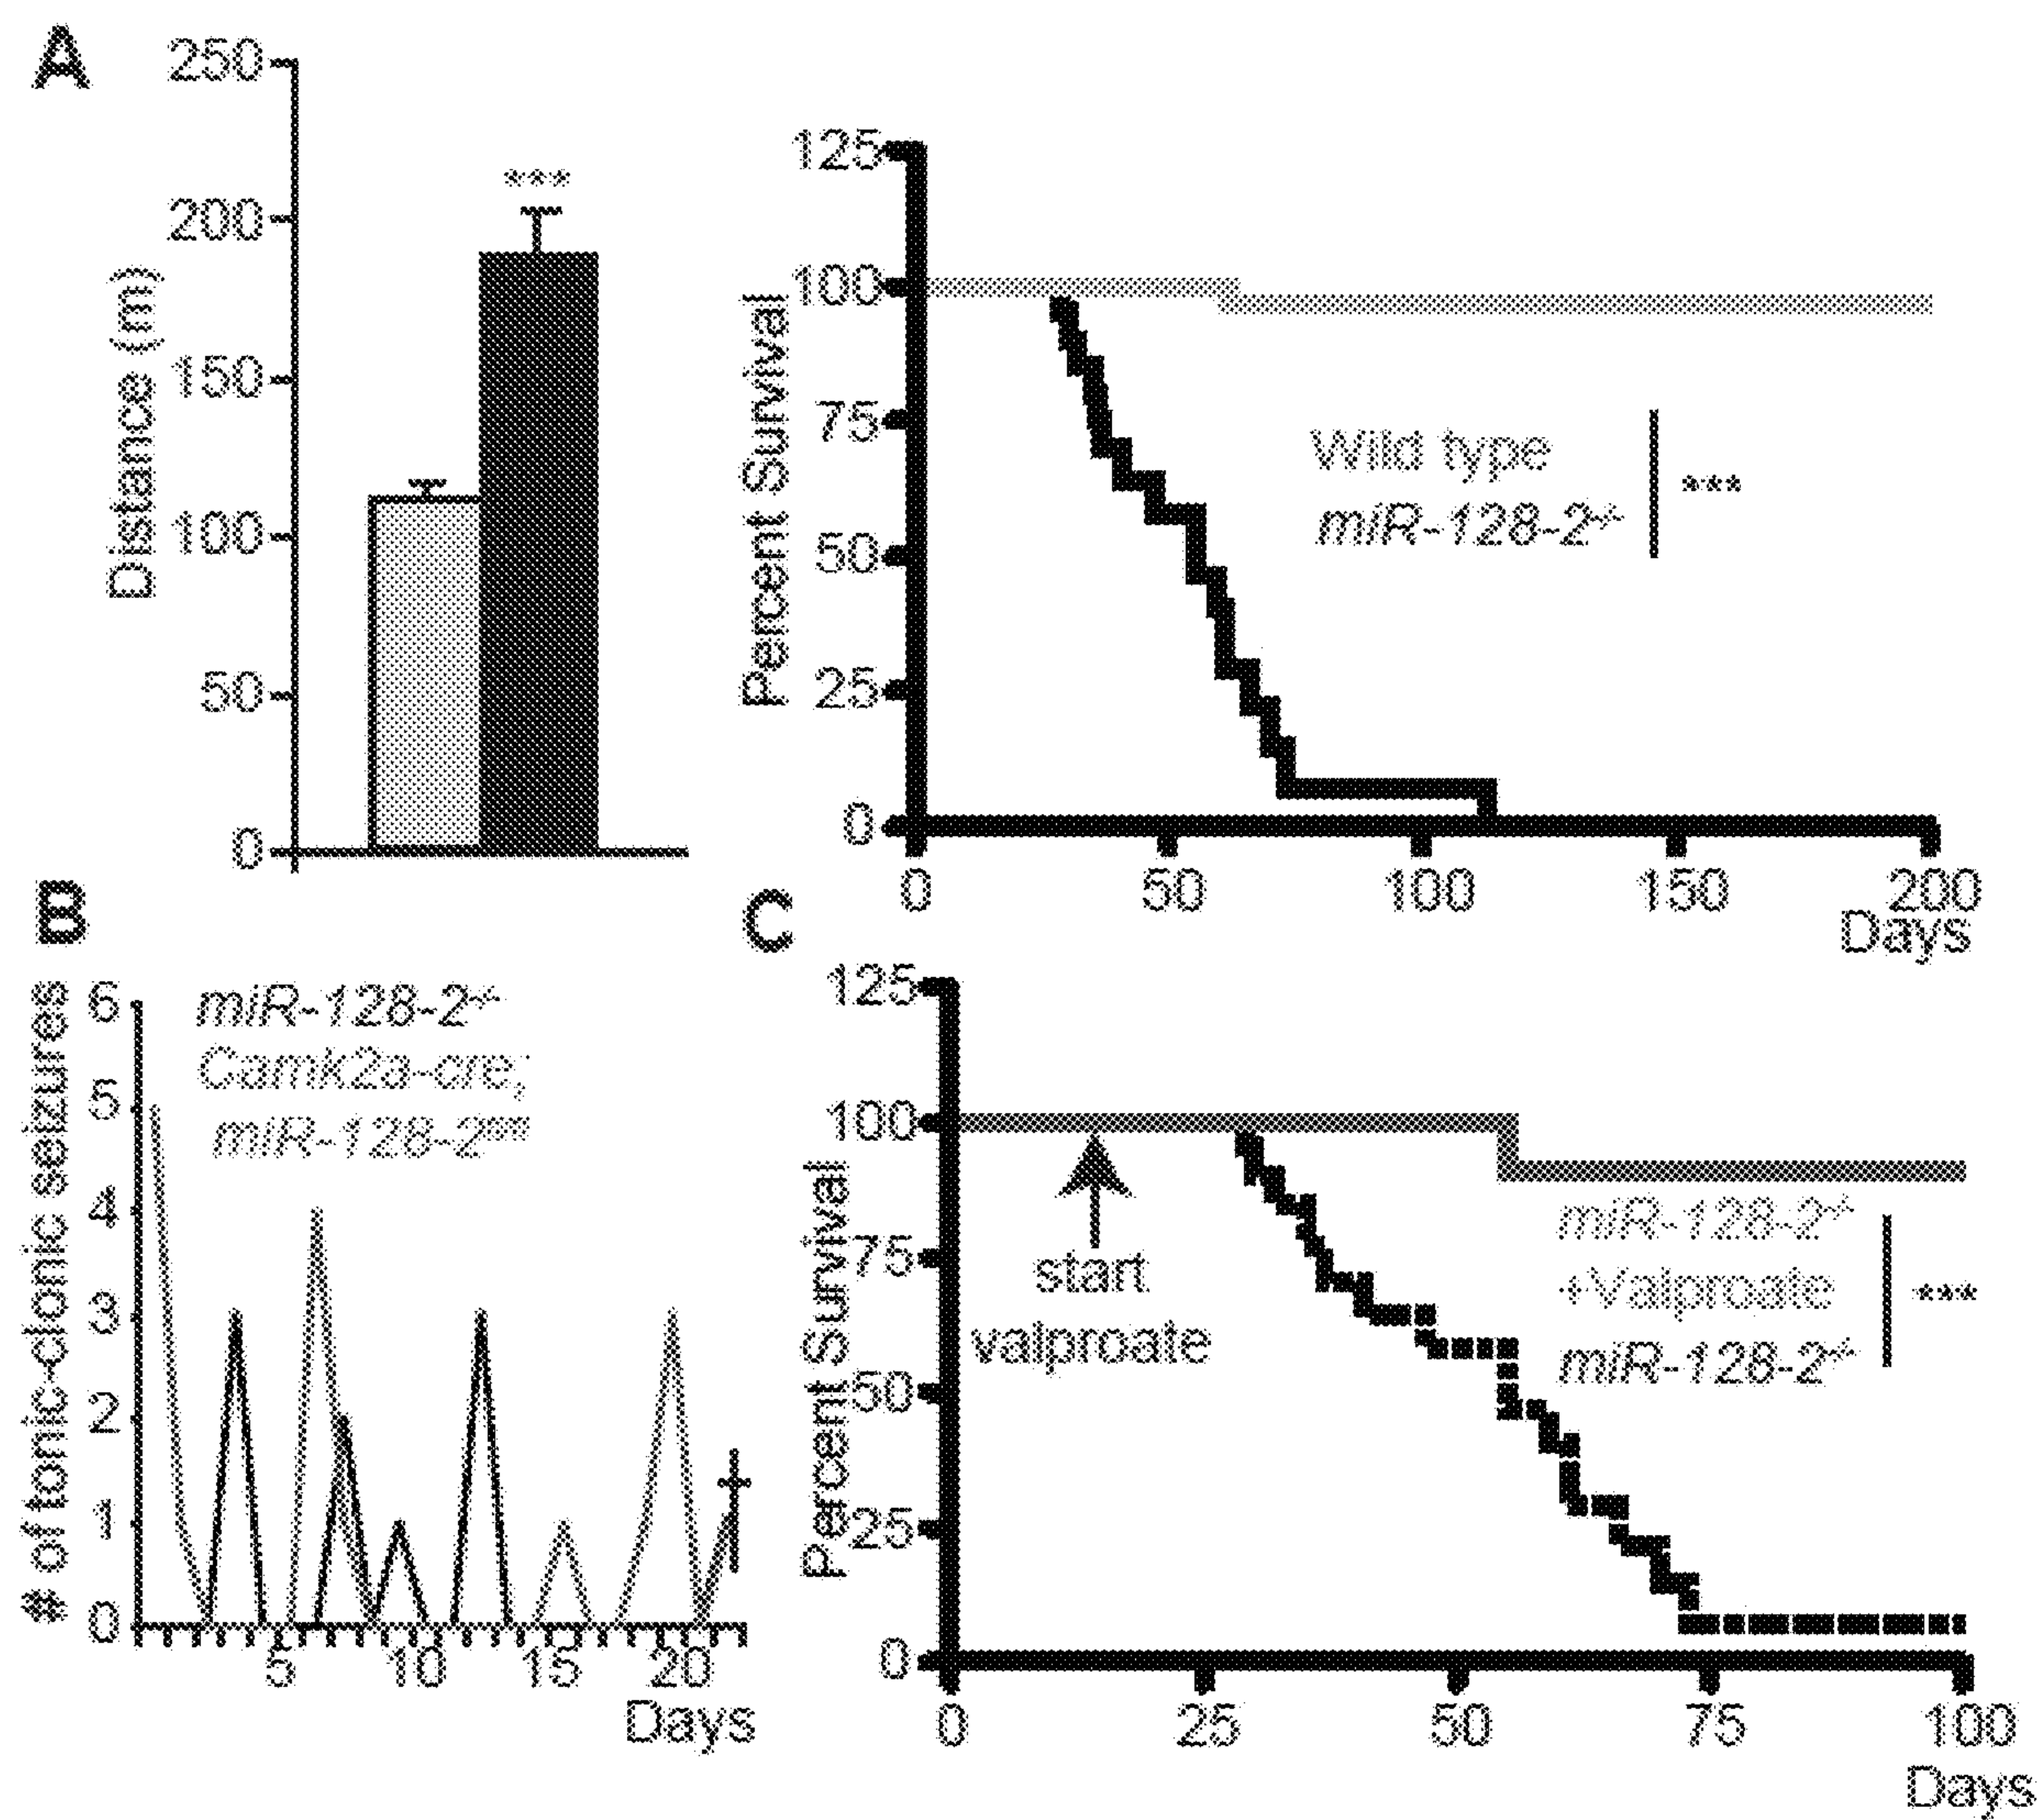 A
250
200
150
100
50
0
Distance (m)
***
125
100
75
50
25
0
Percent Survival
Wild type
miR-128-2-/-
***
0 50 100 150 200
Days
B
# of tonic-clonic seizures
6
5
4
3
2
1
0
miR-128-2-/-
Camk2a-cre;
miR-128-2fl/fl
5 10 15 20
Days
C
125
100
75
50
25
0
Percent Survival
start
valproate
miR-128-2-/-
+Valproate
miR-128-2-/-
***
0 25 50 75 100
Days